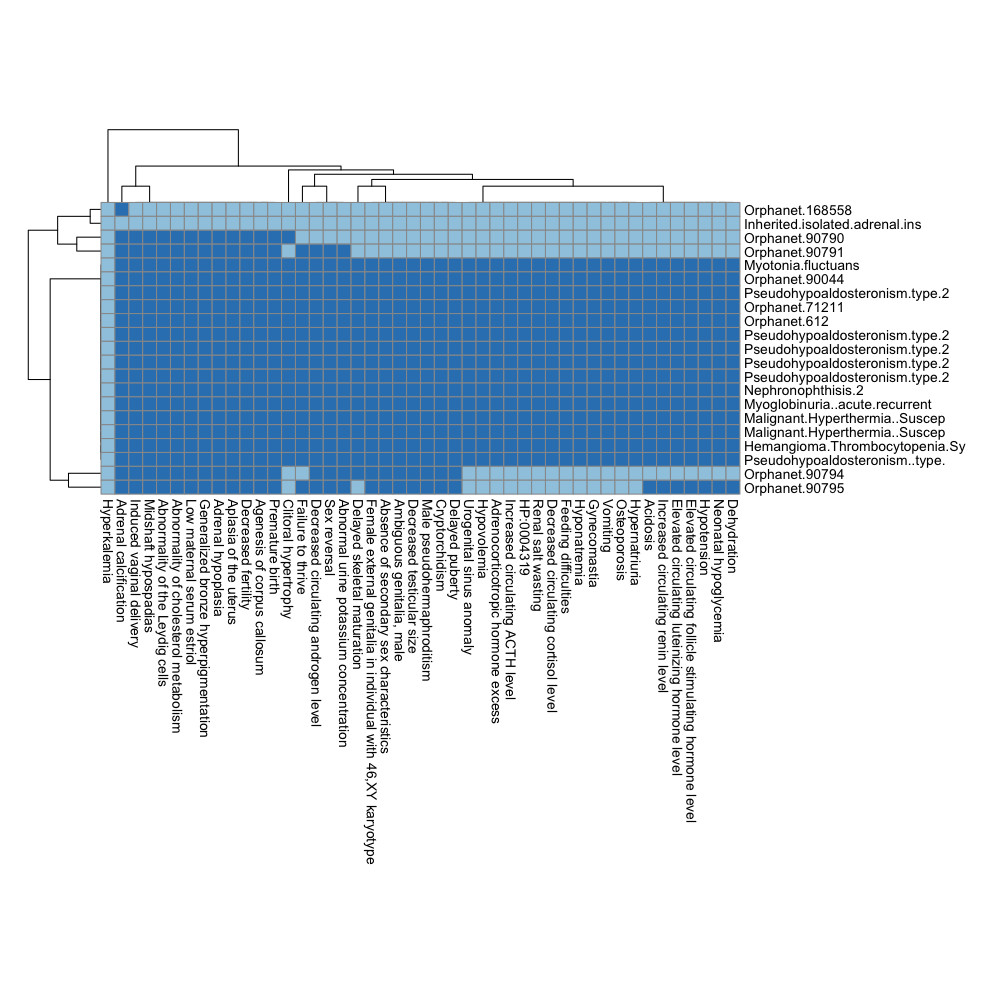 Orphanet.168558
Inherited.isolated.adrenal.ins
Orphanet.90790
Orphanet.90791
Myotonia.fluctuans
Orphanet.90044
Pseudohypoaldosteronism.type.2
Orphanet.71211
Orphanet.612
Pseudohypoaldosteronism.type.2
Pseudohypoaldosteronism.type.2
Pseudohypoaldosteronism.type.2
Pseudohypoaldosteronism.type.2
Nephronophthisis.2
Myoglobinuria..acute.recurrent
Malignant.Hyperthermia..Suscep
Malignant.Hyperthermia..Suscep
Hemangioma.Thrombocytopenia.Sy
Pseudohypoaldosteronism..type.
Orphanet.90794
Orphanet.90795
Hyperkalemia
Adrenal calcification
Induced vaginal delivery
Midshaft hypospadias
Abnormality of the Leydig cells
Abnormality of cholesterol metabolism
Low maternal serum estriol
Generalized bronze hyperpigmentation
Adrenal hypoplasia
Aplasia of the uterus
Decreased fertility
Agenesis of corpus callosum
Premature birth
Clitoral hypertrophy
Failure to thrive
Decreased circulating androgen level
Sex reversal
Abnormal urine potassium concentration
Delayed skeletal maturation
Female external genitalia in individual with 46,XY karyotype
Absence of secondary sex characteristics
Ambiguous genitalia, male
Decreased testicular size
Male pseudohermaphroditism
Cryptorchidism
Delayed puberty
Urogenital sinus anomaly
Hypovolemia
Adrenocorticotropic hormone excess
Increased circulating ACTH level
HP:0004319
Renal salt wasting
Decreased circulating cortisol level
Feeding difficulties
Hyponatremia
Gynecomastia
Vomiting
Osteoporosis
Hypernatriuria
Acidosis
Increased circulating renin level
Elevated circulating luteinizing hormone level
Elevated circulating follicle stimulating hormone level
Hypotension
Neonatal hypoglycemia
Dehydration